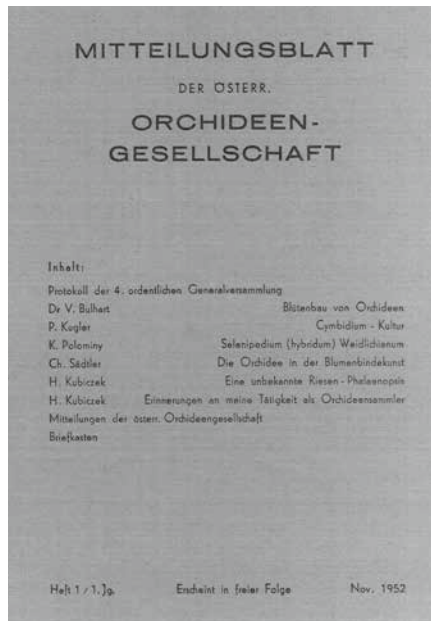 MITTEILUNGSBLATT
DER ÖSTERR.
ORCHIDEEN-
GESELLSCHAFT
Inhalt:
Protokoll der 4. ordentlichen Generalversammlung
Dr V. Bulhart Blütenbau von Orchideen
P. Kugler Cymbidium - Kultur
K. Polominy Selenipedium (hybridum) Weidlichianum
Ch. Sädtler Die Orchidee in der Blumenbindekunst
H. Kubiczek Eine unbekannte Riesen - Phalaenopsis
H. Kubiczek Erinnerungen an meine Tätigkeit als Orchideensammler
Mitteilungen der österr. Orchideengesellschaft
Briefkasten
Heft 1 / 1. Jg. Erscheint in freier Folge Nov. 1952